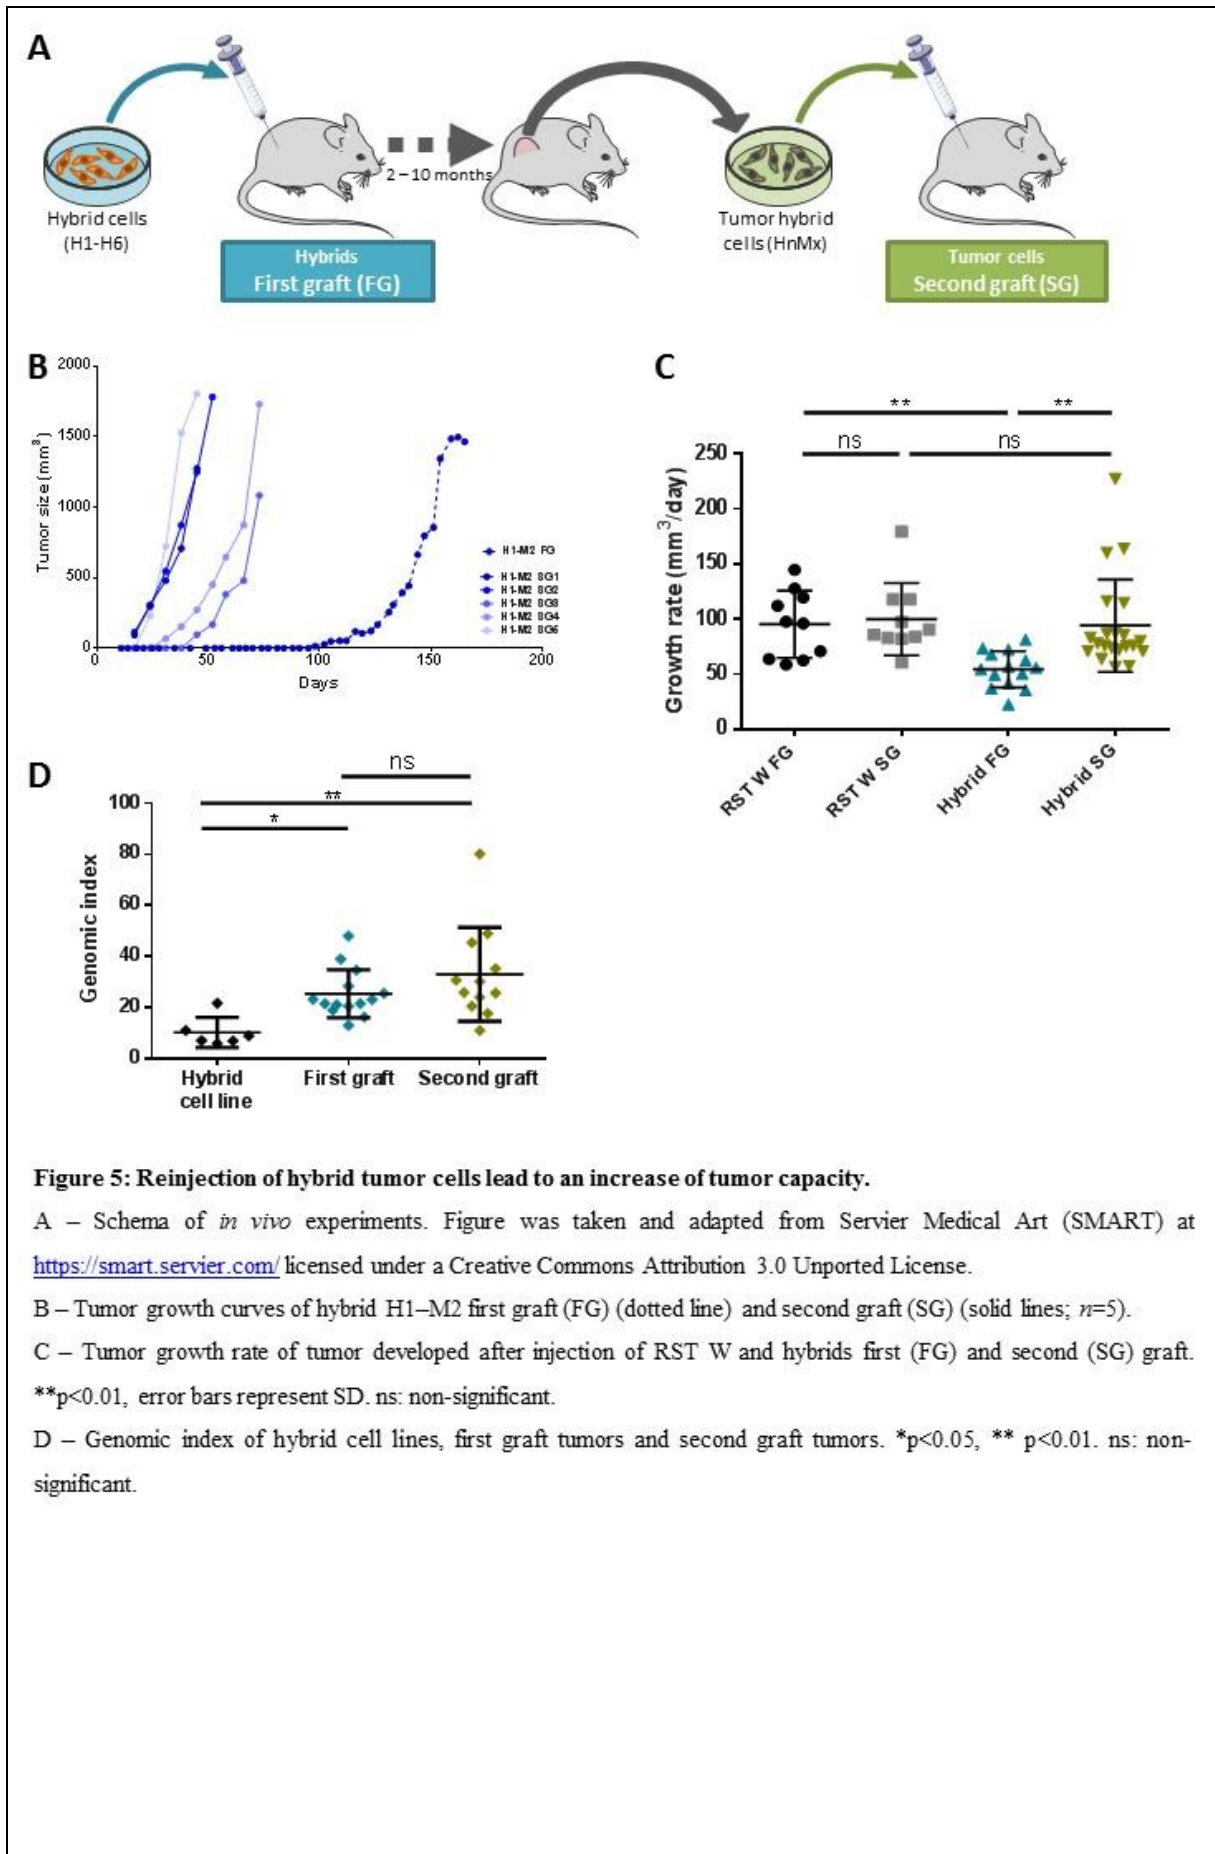 A
2 – 10 months
Hybrid cells
(H1-H6)
Tumor hybrid
cells (HnMx)
Hybrids
First graft (FG)
Tumor cells
Second graft (SG)
B
2000
1500
1000
500
0
Tumor size (mm³)
0 50 100 150 200
Days
H1-M2 FG
H1-M2 SG1
H1-M2 SG2
H1-M2 SG3
H1-M2 SG4
H1-M2 SG5
C
** **
ns ns
250
200
150
100
50
0
Growth rate (mm³/day)
RST W FG
RST W SG
Hybrid FG
Hybrid SG
D
ns
**
*
100
80
60
40
20
0
Genomic index
Hybrid First graft Second graft
cell line
Figure 5: Reinjection of hybrid tumor cells lead to an increase of tumor capacity.
A – Schema of in vivo experiments. Figure was taken and adapted from Servier Medical Art (SMART) at
https://smart.servier.com/ licensed under a Creative Commons Attribution 3.0 Unported License.
B – Tumor growth curves of hybrid H1–M2 first graft (FG) (dotted line) and second graft (SG) (solid lines; n=5).
C – Tumor growth rate of tumor developed after injection of RST W and hybrids first (FG) and second (SG) graft.
**p<0.01, error bars represent SD. ns: non-significant.
D – Genomic index of hybrid cell lines, first graft tumors and second graft tumors. *p<0.05, ** p<0.01. ns: non-
significant.